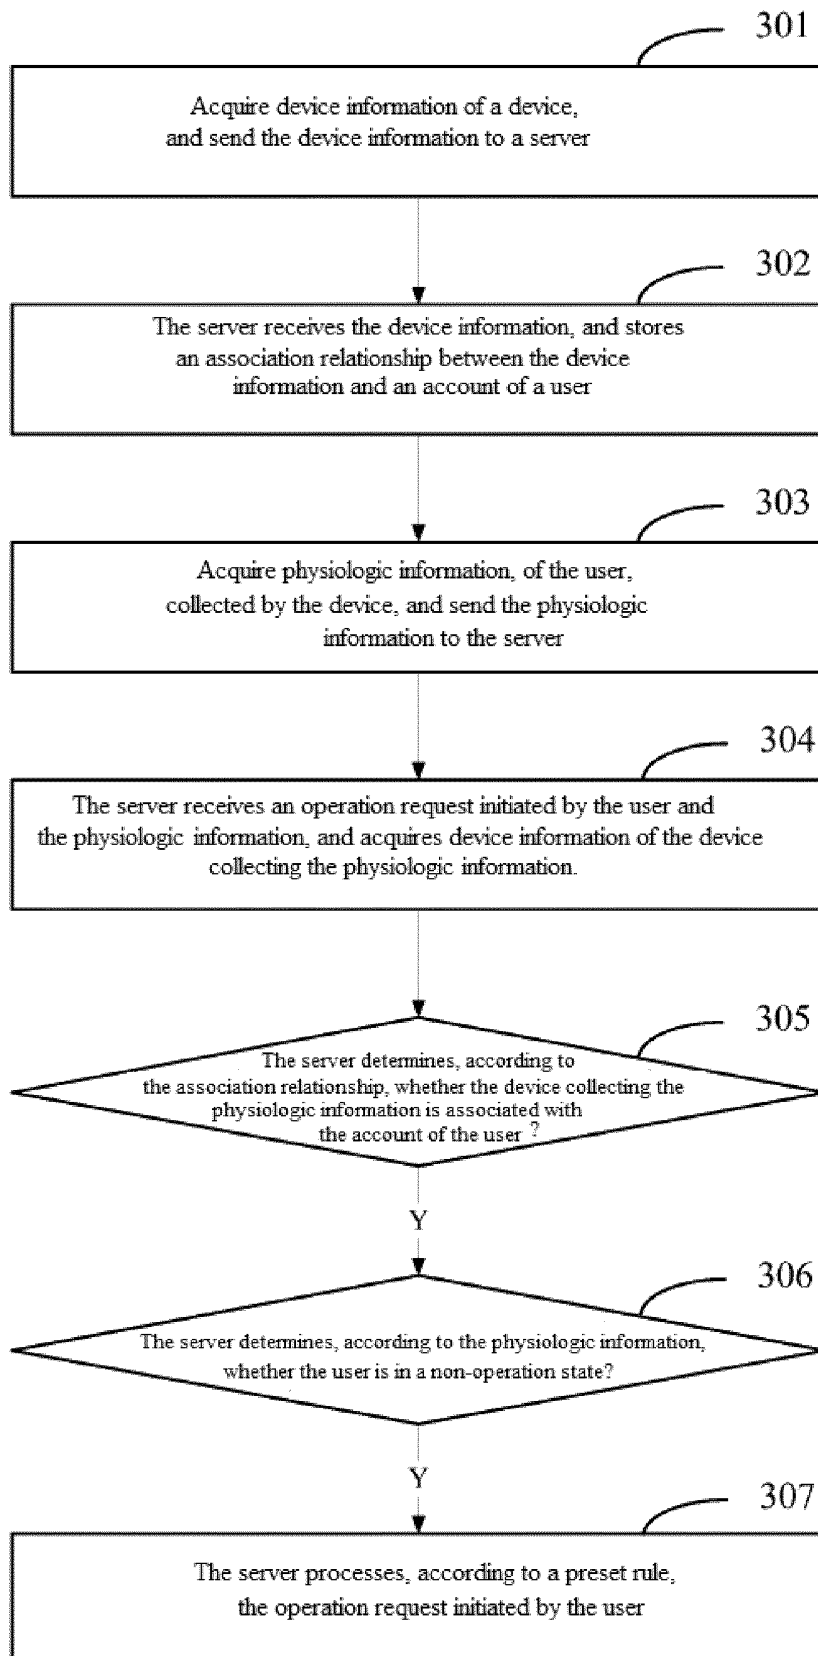 301
Acquire device information of a device,
and send the device information to a server
302
The server receives the device information, and stores
an association relationship between the device
information and an account of a user
303
Acquire physiologic information, of the user,
collected by the device, and send the physiologic
information to the server
304
The server receives an operation request initiated by the user and
the physiologic information, and acquires device information of the device
collecting the physiologic information.
305
The server determines, according to
the association relationship, whether the device collecting the
physiologic information is associated with
the account of the user ?
Y
306
The server determines, according to the physiologic information,
whether the user is in a non-operation state?
Y
307
The server processes, according to a preset rule,
the operation request initiated by the user